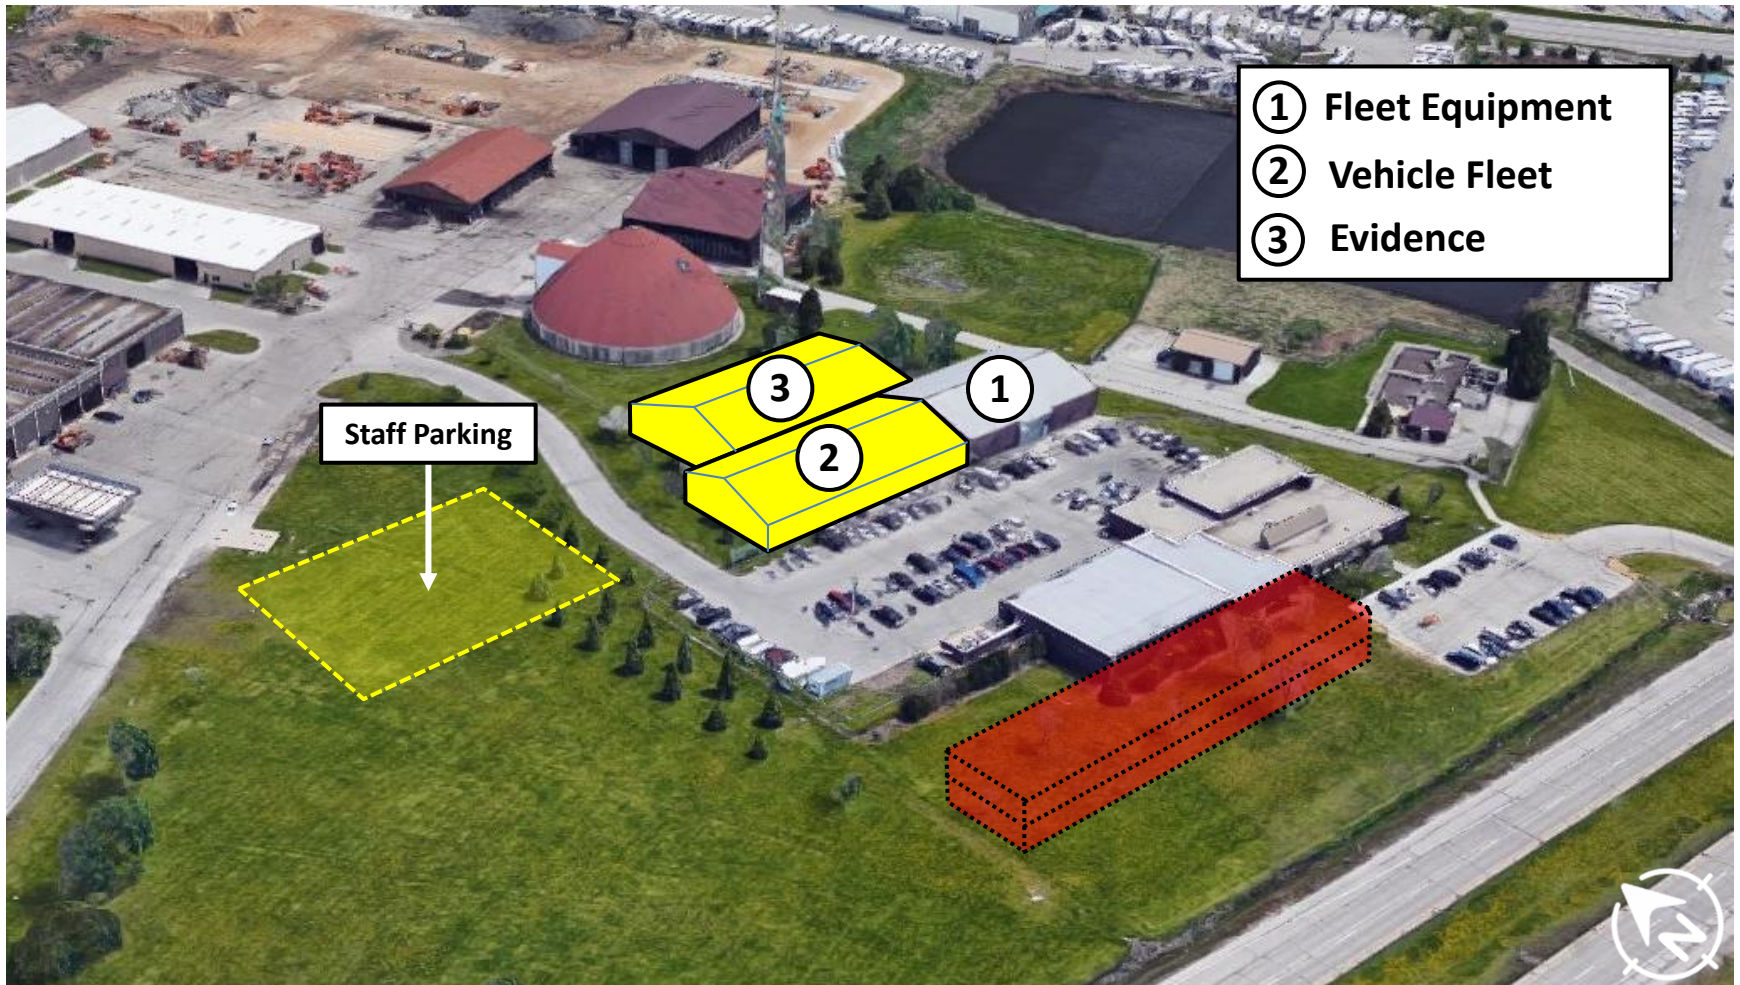 1 Fleet Equipment
2 Vehicle Fleet
3 Evidence
3
1
Staff Parking
2
N